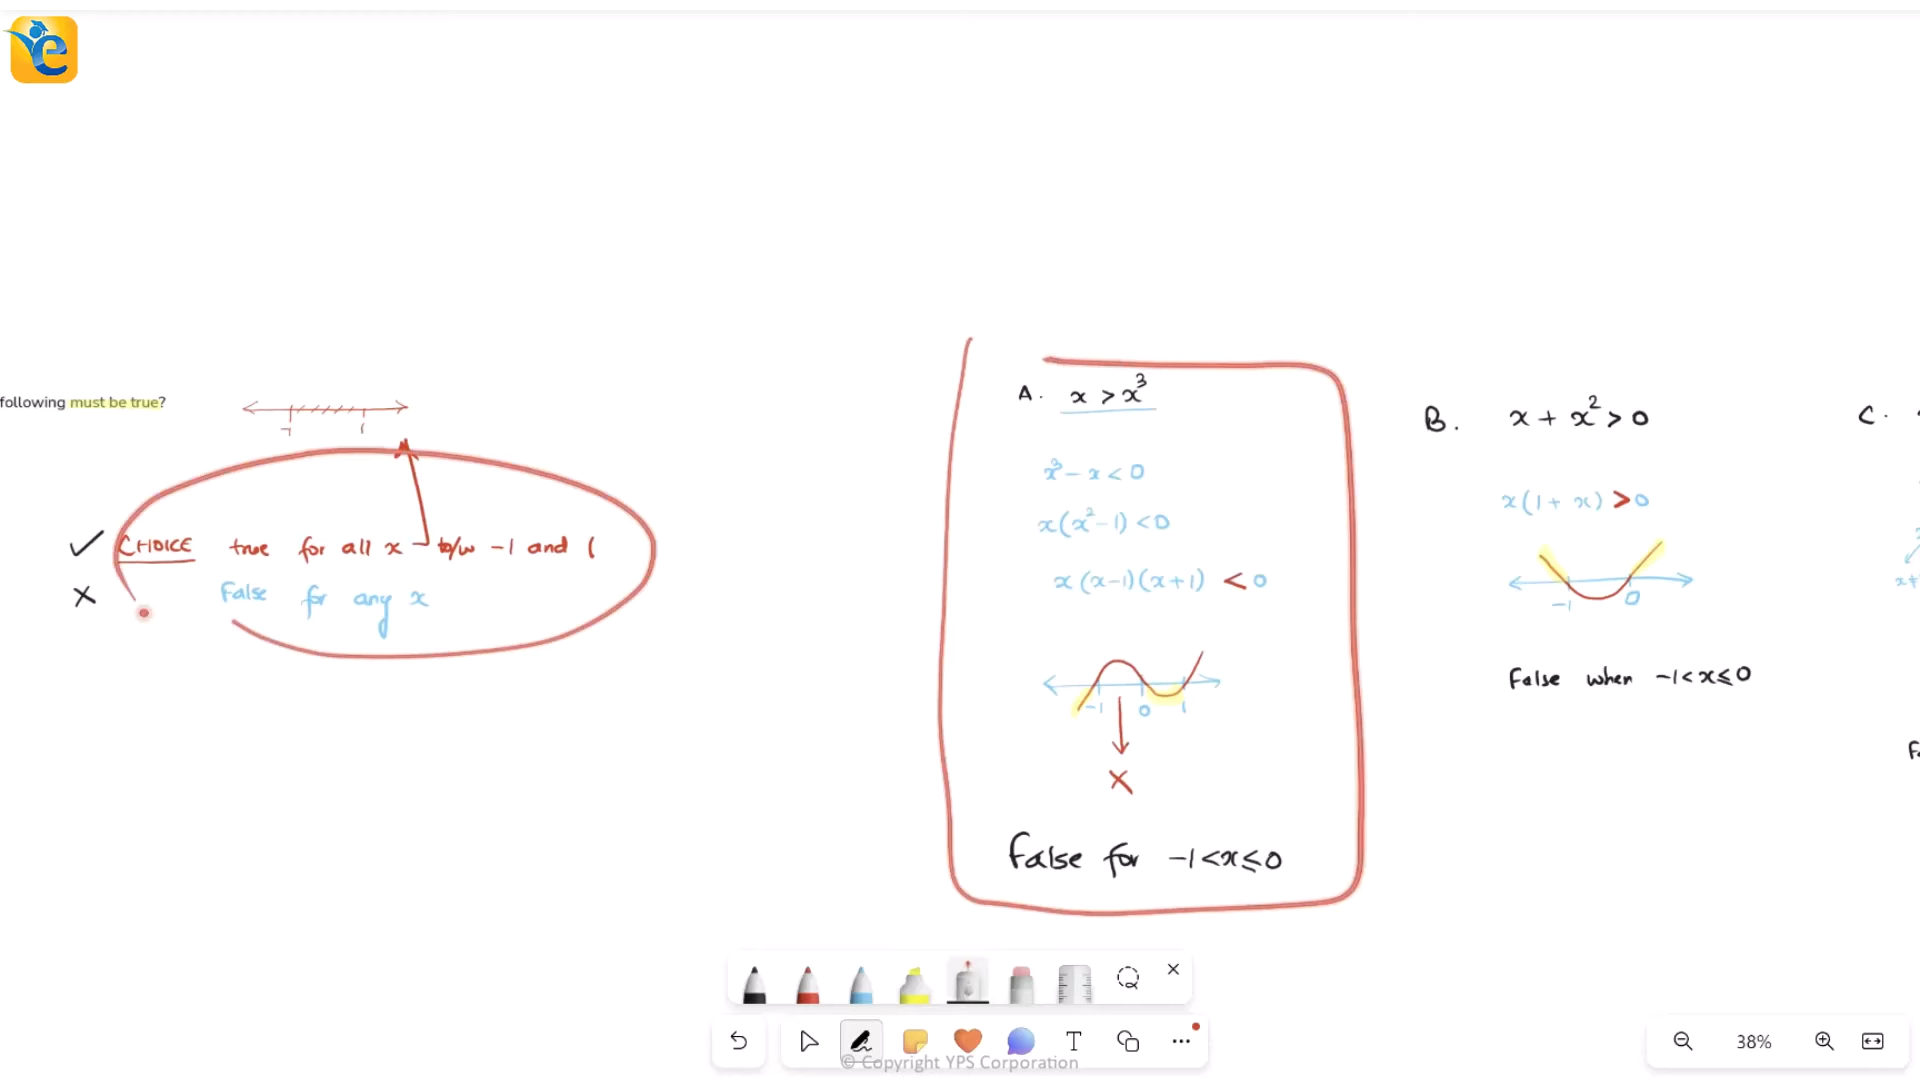 e
following must be true?
-1 1
✓ CHOICE true for all x b/w -1 and 1
X False for any x
A. x > x³
x³ - x < 0
x(x² - 1) < 0
x(x-1)(x+1) < 0
-1 0 1
X
False for -1 < x ≤ 0
B. x + x² > 0
x(1 + x) > 0
-1 0
False when -1 < x ≤ 0
C.
T
38%
© Copyright YPS Corporation